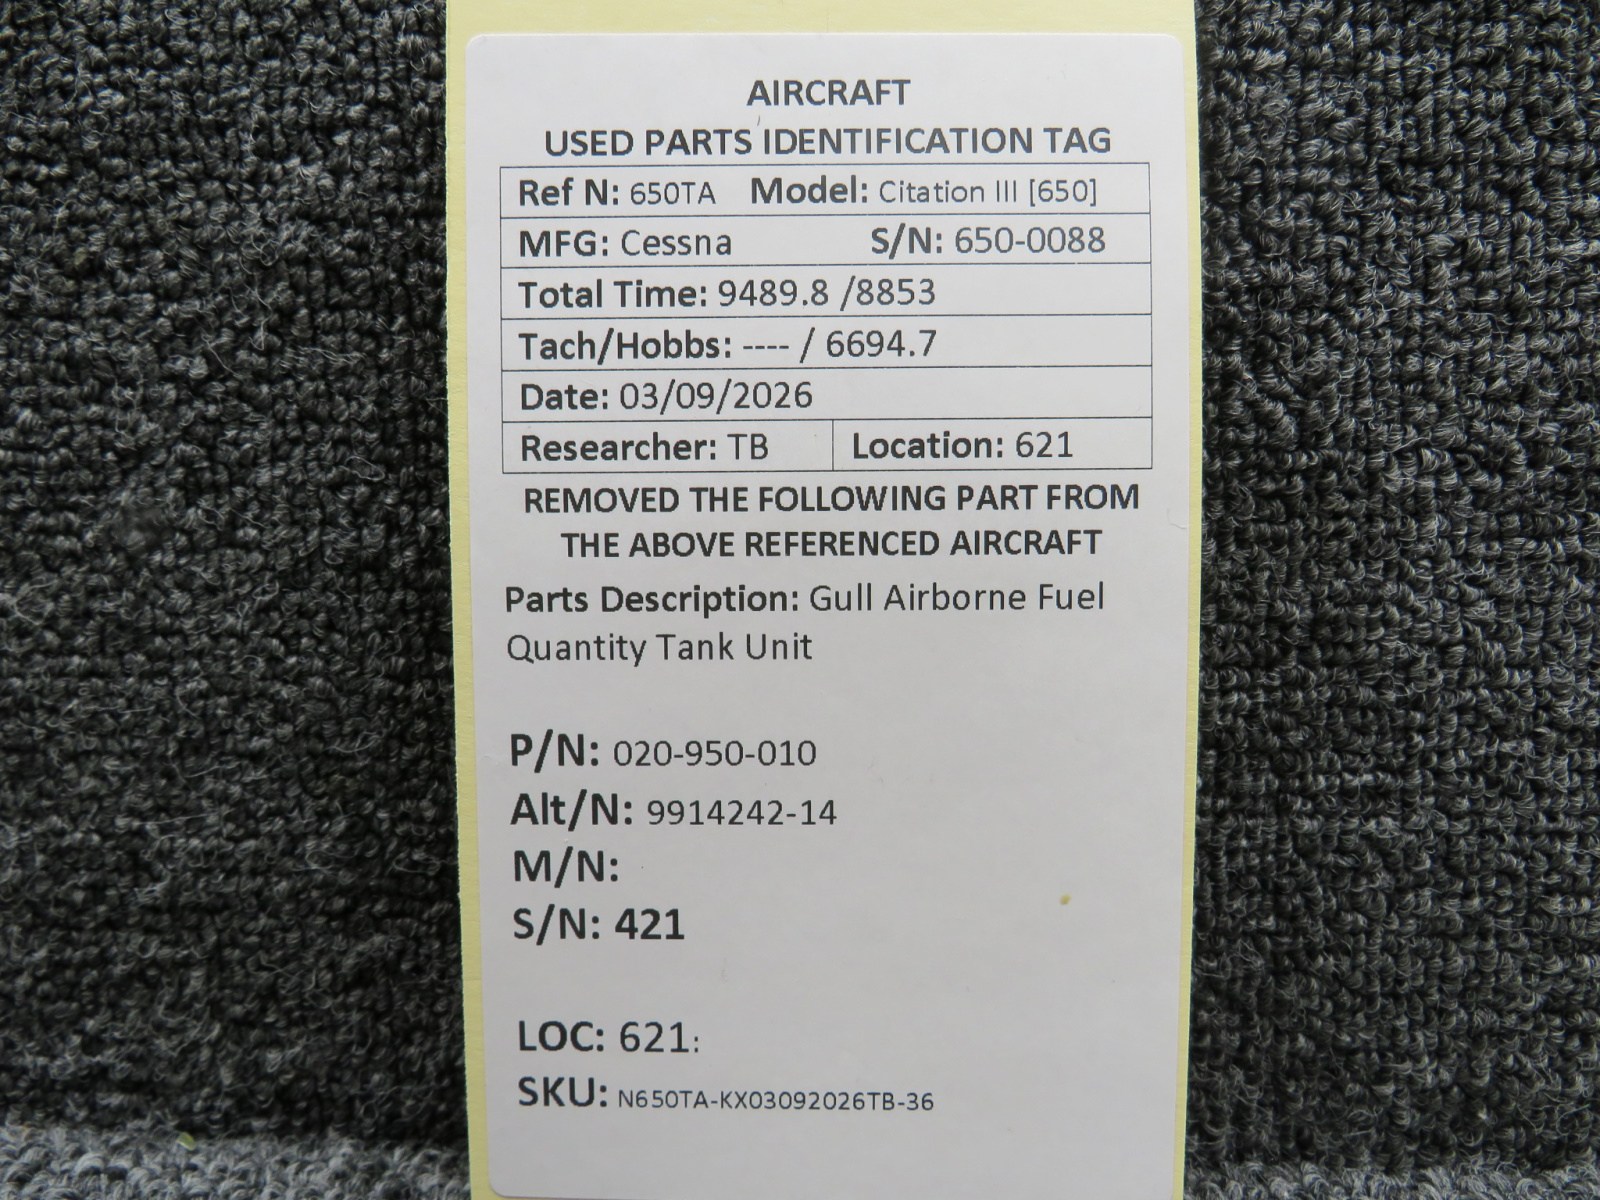 AIRCRAFT
USED PARTS IDENTIFICATION TAG
Ref N: 650TA Model: Citation III [650]
MFG: Cessna S/N: 650-0088
Total Time: 9489.8 /8853
Tach/Hobbs: ---- / 6694.7
Date: 03/09/2026
Researcher: TB Location: 621
REMOVED THE FOLLOWING PART FROM
THE ABOVE REFERENCED AIRCRAFT
Parts Description: Gull Airborne Fuel
Quantity Tank Unit
P/N: 020-950-010
Alt/N: 9914242-14
M/N:
S/N: 421
LOC: 621:
SKU: N650TA-KX03092026TB-36